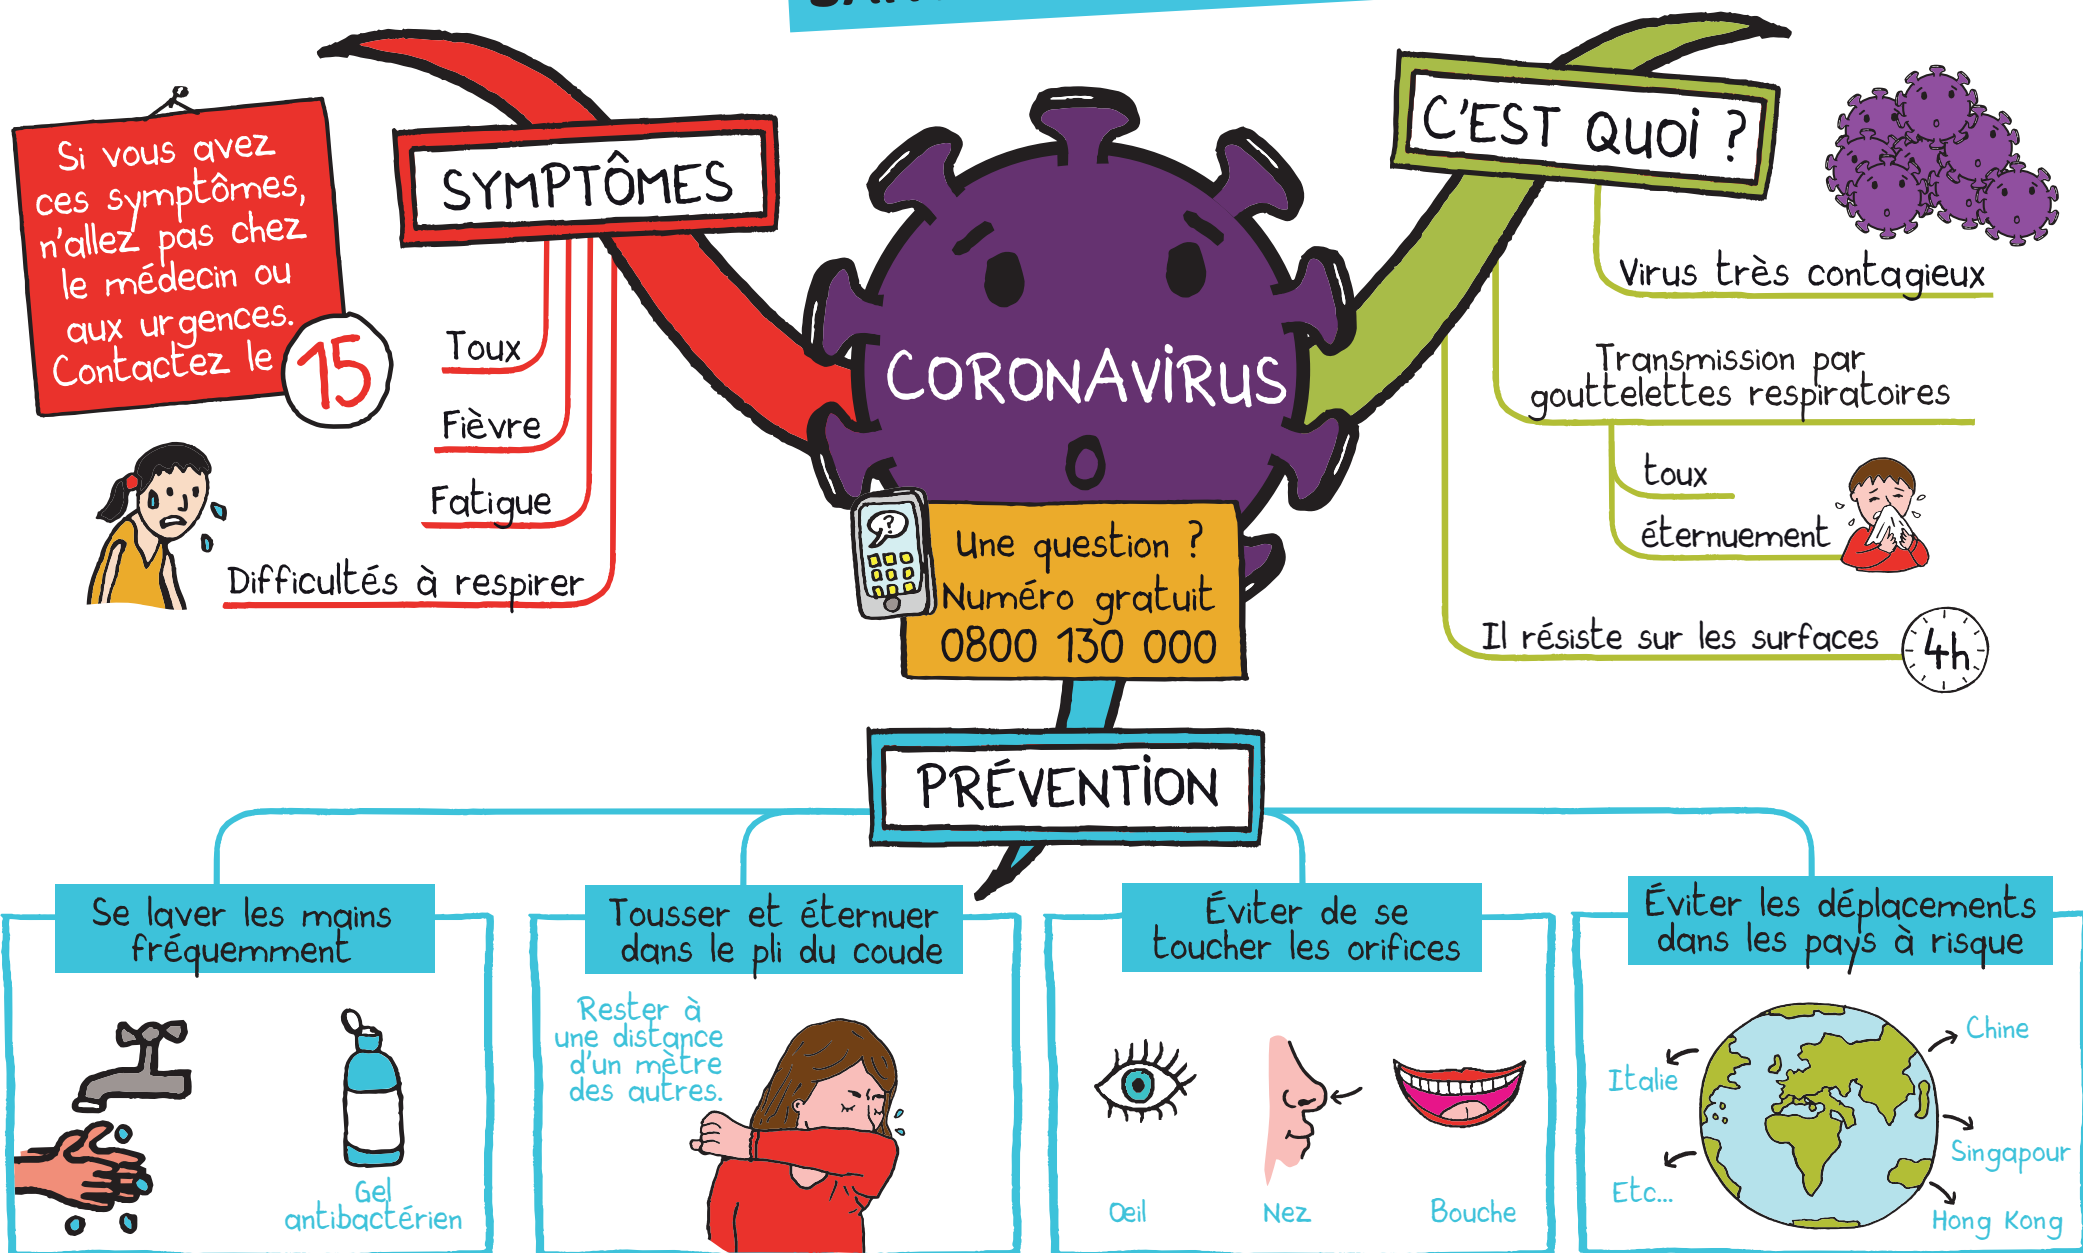 SYMPTÔMES
Si vous avez
ces symptômes,
n'allez pas chez
le médecin ou
aux urgences.
Contactez le
15
Toux
Fièvre
Fatigue
Difficultés à respirer
CORONAVIRUS
?
Une question ?
Numéro gratuit
0800 130 000
C'EST QUOI ?
Virus très contagieux
Transmission par
gouttelettes respiratoires
toux
éternuement
Il résiste sur les surfaces
4h
PRÉVENTION
Se laver les mains
fréquemment
Gel
antibactérien
Tousser et éternuer
dans le pli du coude
Rester à
une distance
d'un mètre
des autres.
Éviter de se
toucher les orifices
Œil
Nez
Bouche
Éviter les déplacements
dans les pays à risque
Chine
Italie
Singapour
Etc...
Hong Kong